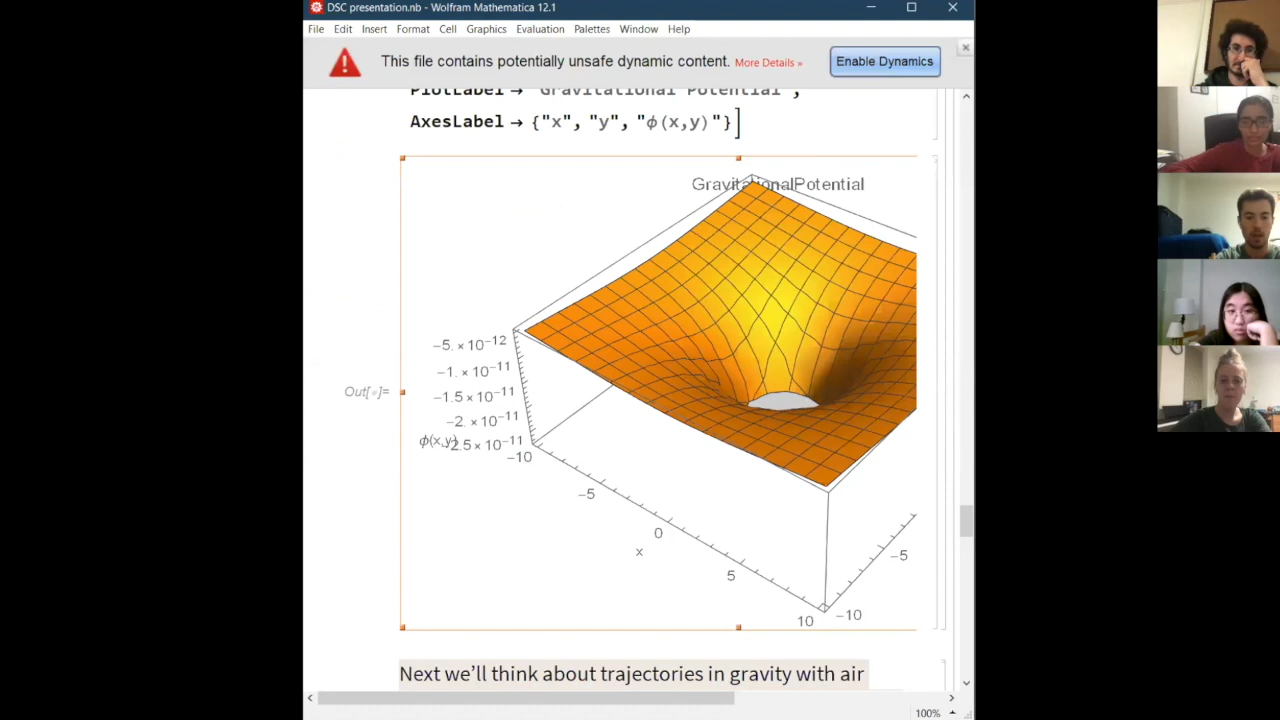 DSC presentation.nb - Wolfram Mathematica 12.1
File Edit Insert Format Cell Graphics Evaluation Palettes Window Help
This file contains potentially unsafe dynamic content. More Details » Enable Dynamics
PlotLabel → "Gravitational Potential",
AxesLabel → {"x", "y", "ϕ(x,y)"}]
GravitationalPotential
-5. × 10-12
-1. × 10-11
-1.5 × 10-11
-2. × 10-11
ϕ(x,y)
-2.5 × 10-11
Out[ ]=
-10
-5
0
x
5
10
-10
-5
Next we'll think about trajectories in gravity with air
100%